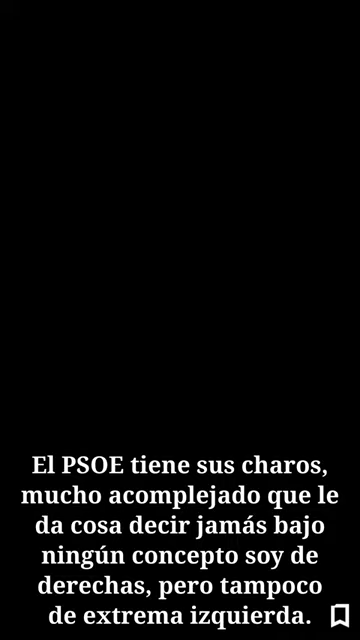 El PSOE tiene sus charos,
mucho acomplejado que le
da cosa decir jamás bajo
ningún concepto soy de
derechas, pero tampoco
de extrema izquierda.